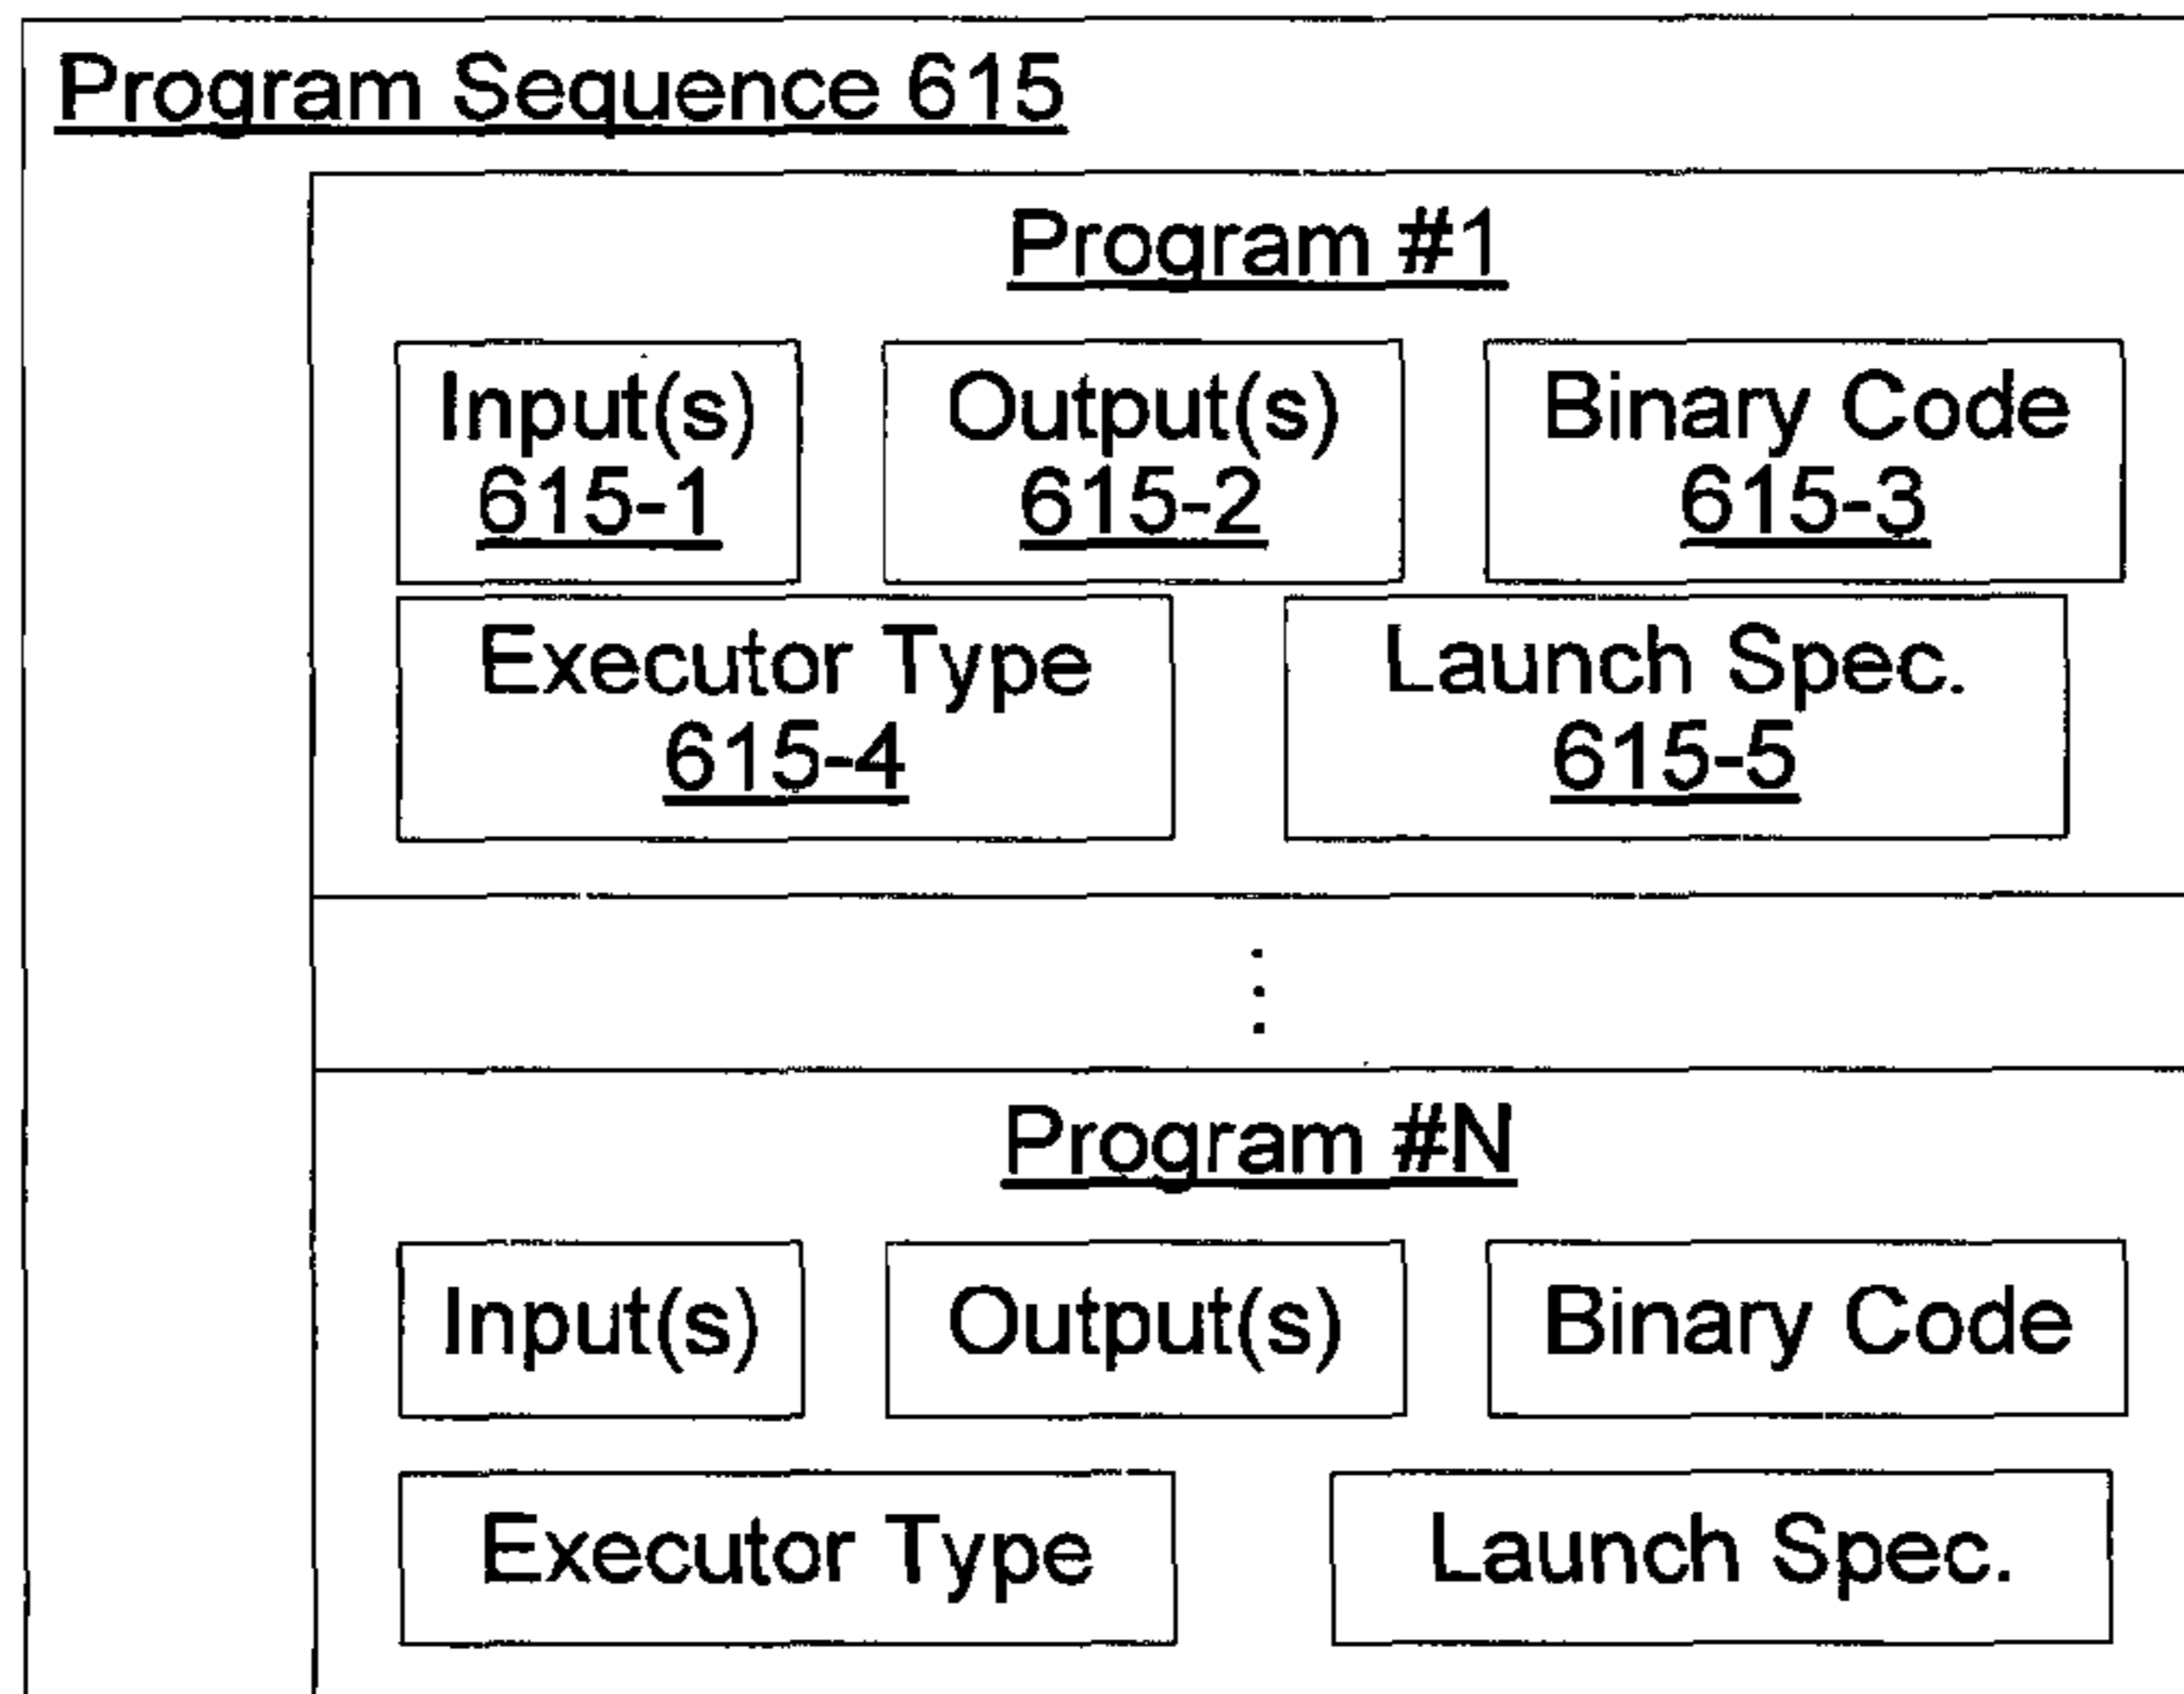 Program Sequence 615
Program #1
Input(s)
615-1
Output(s)
615-2
Binary Code
615-3
Executor Type
615-4
Launch Spec.
615-5
Program #N
Input(s)
Output(s)
Binary Code
Executor Type
Launch Spec.